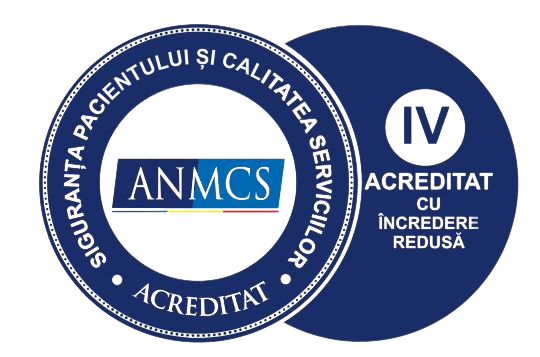 SIGURANȚA PACIENTULUI ȘI CALITATEA SERVICIILOR
ANMCS
• ACREDITAT •
IV
ACREDITAT
CU
ÎNCREDERE
REDUSĂ